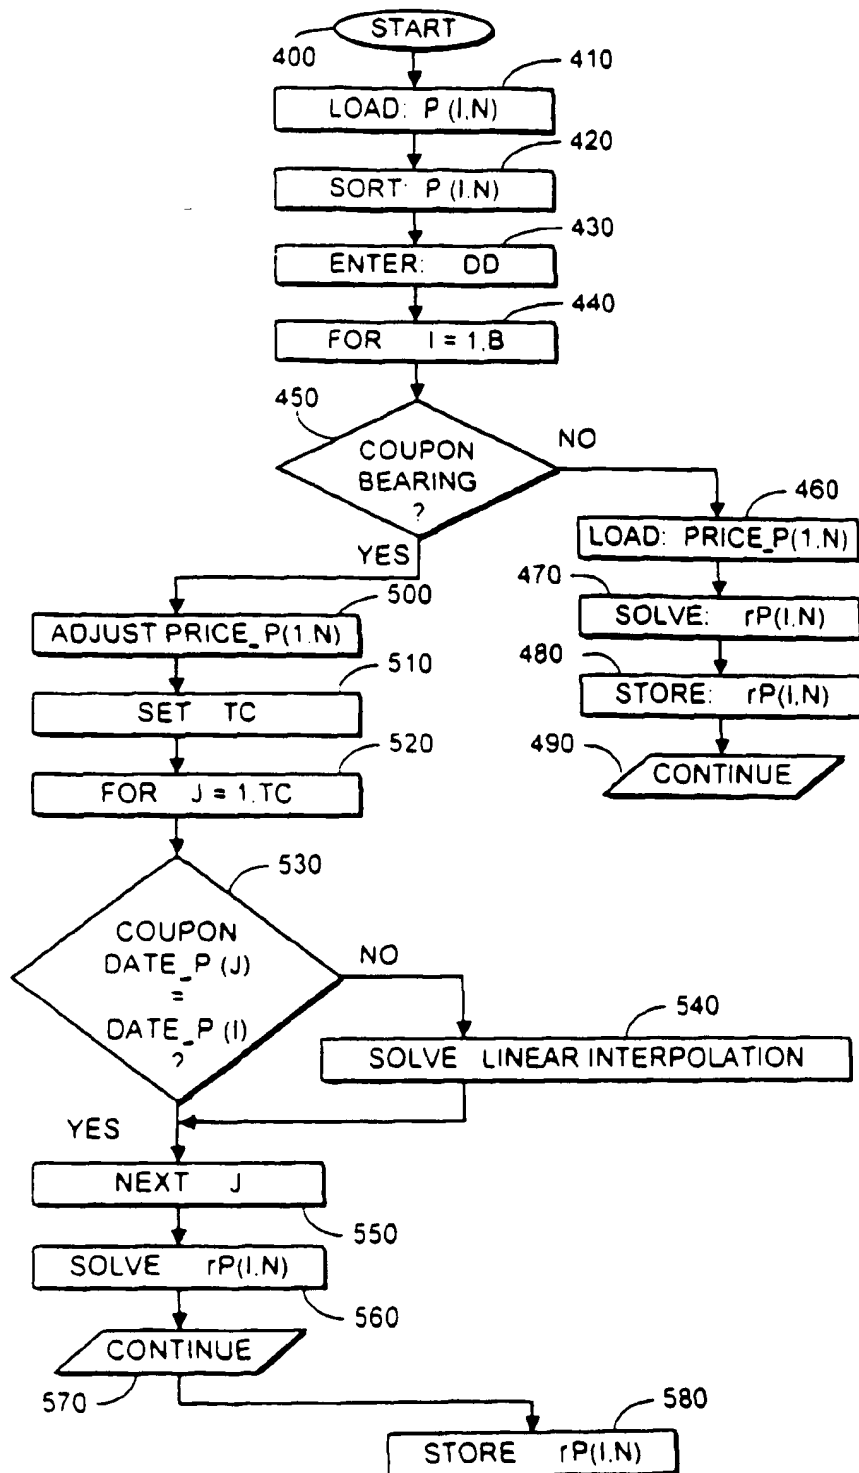 START
400
410
LOAD: P (I.N)
420
SORT: P (I.N)
430
ENTER: DD
440
FOR I = 1.B
450
COUPON
BEARING
?
NO
YES
460
LOAD: PRICE_P(1.N)
470
SOLVE: rP(I.N)
480
STORE: rP(I.N)
490
CONTINUE
500
ADJUST PRICE_P(1.N)
510
SET TC
520
FOR J = 1.TC
530
COUPON
DATE_P (J)
=
DATE_P (I)
?
NO
540
SOLVE LINEAR INTERPOLATION
YES
NEXT J
550
SOLVE rP(I.N)
560
CONTINUE
570
580
STORE rP(I.N)